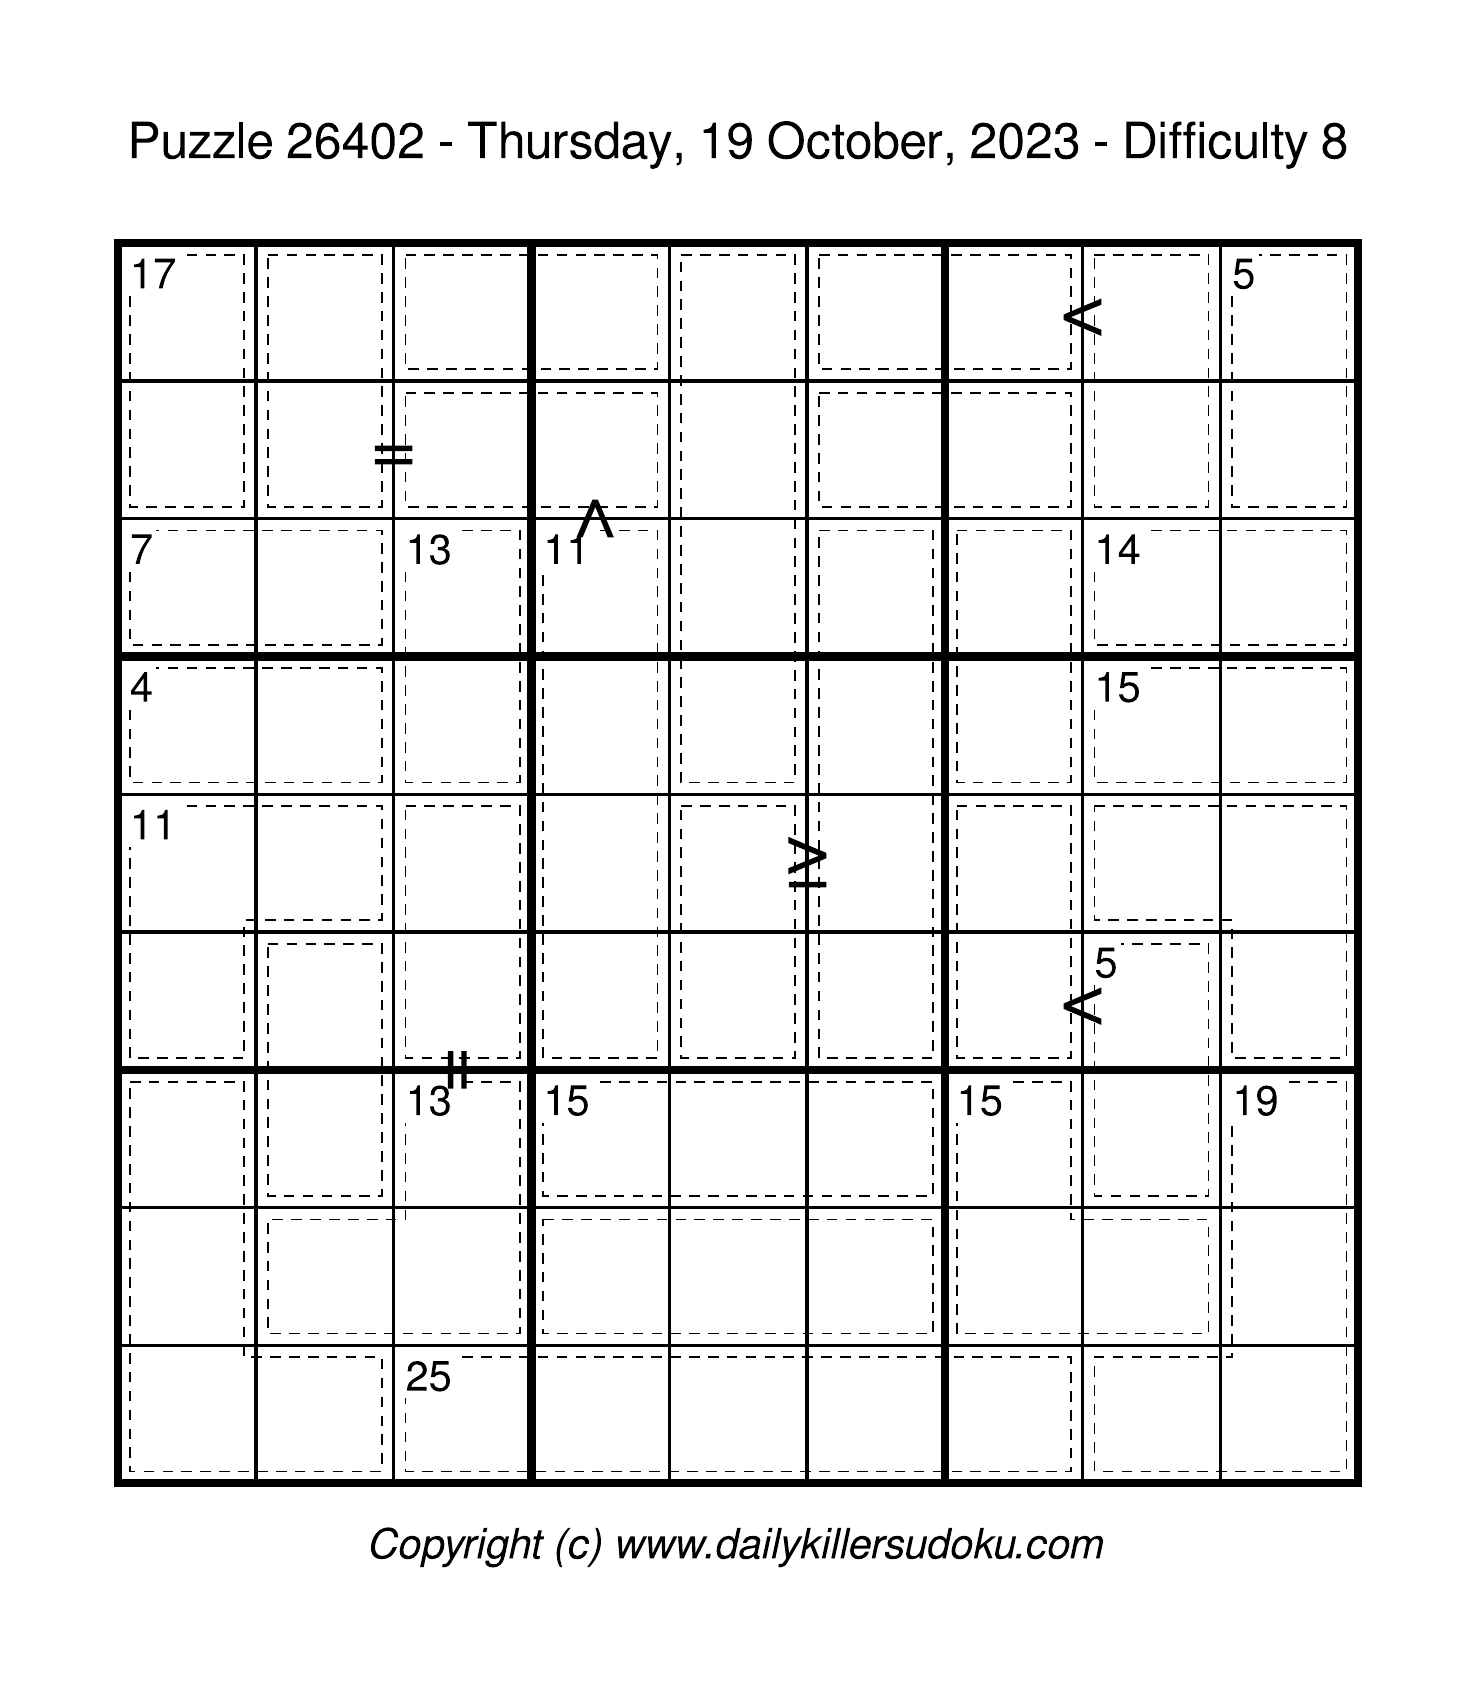 Puzzle 26402 - Thursday, 19 October, 2023 - Difficulty 8
17 < 5
=
<
7 13 11 14
4 15
11 ≥
5
<
=
13 15 15 19
25
Copyright (c) www.dailykillersudoku.com